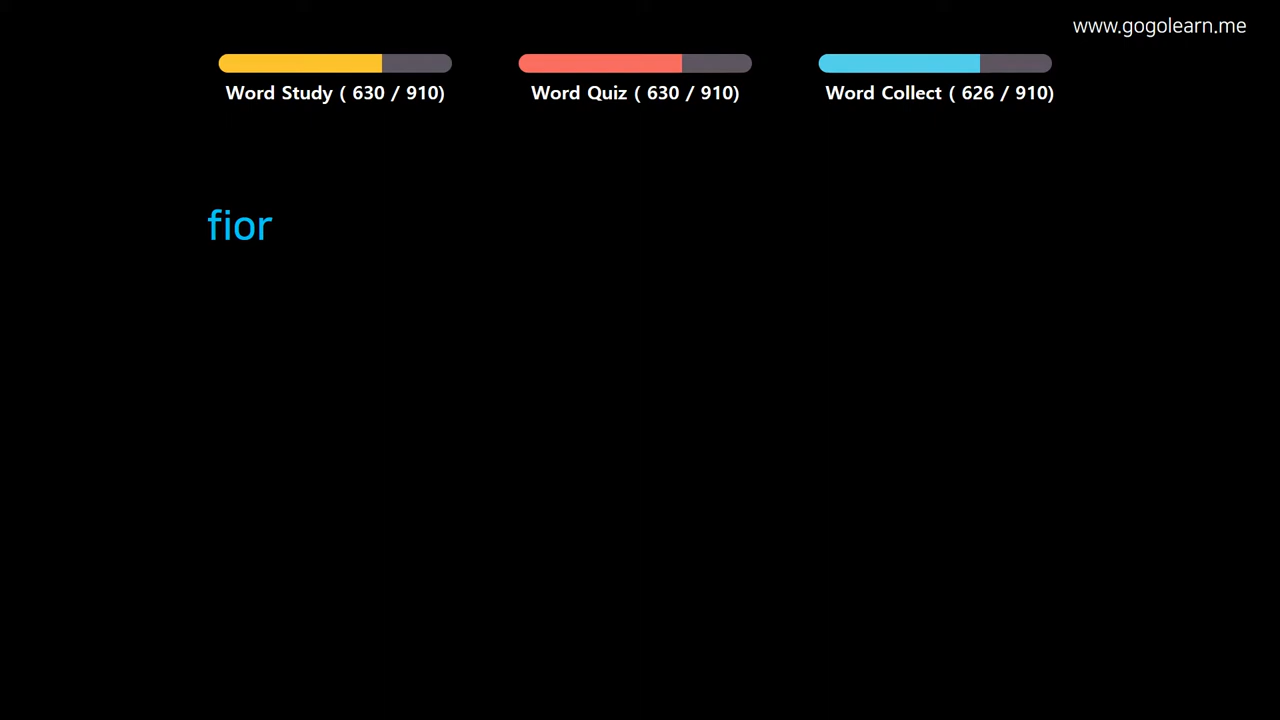 www.gogolearn.me
Word Study ( 630 / 910)
Word Quiz ( 630 / 910)
Word Collect ( 626 / 910)
fior